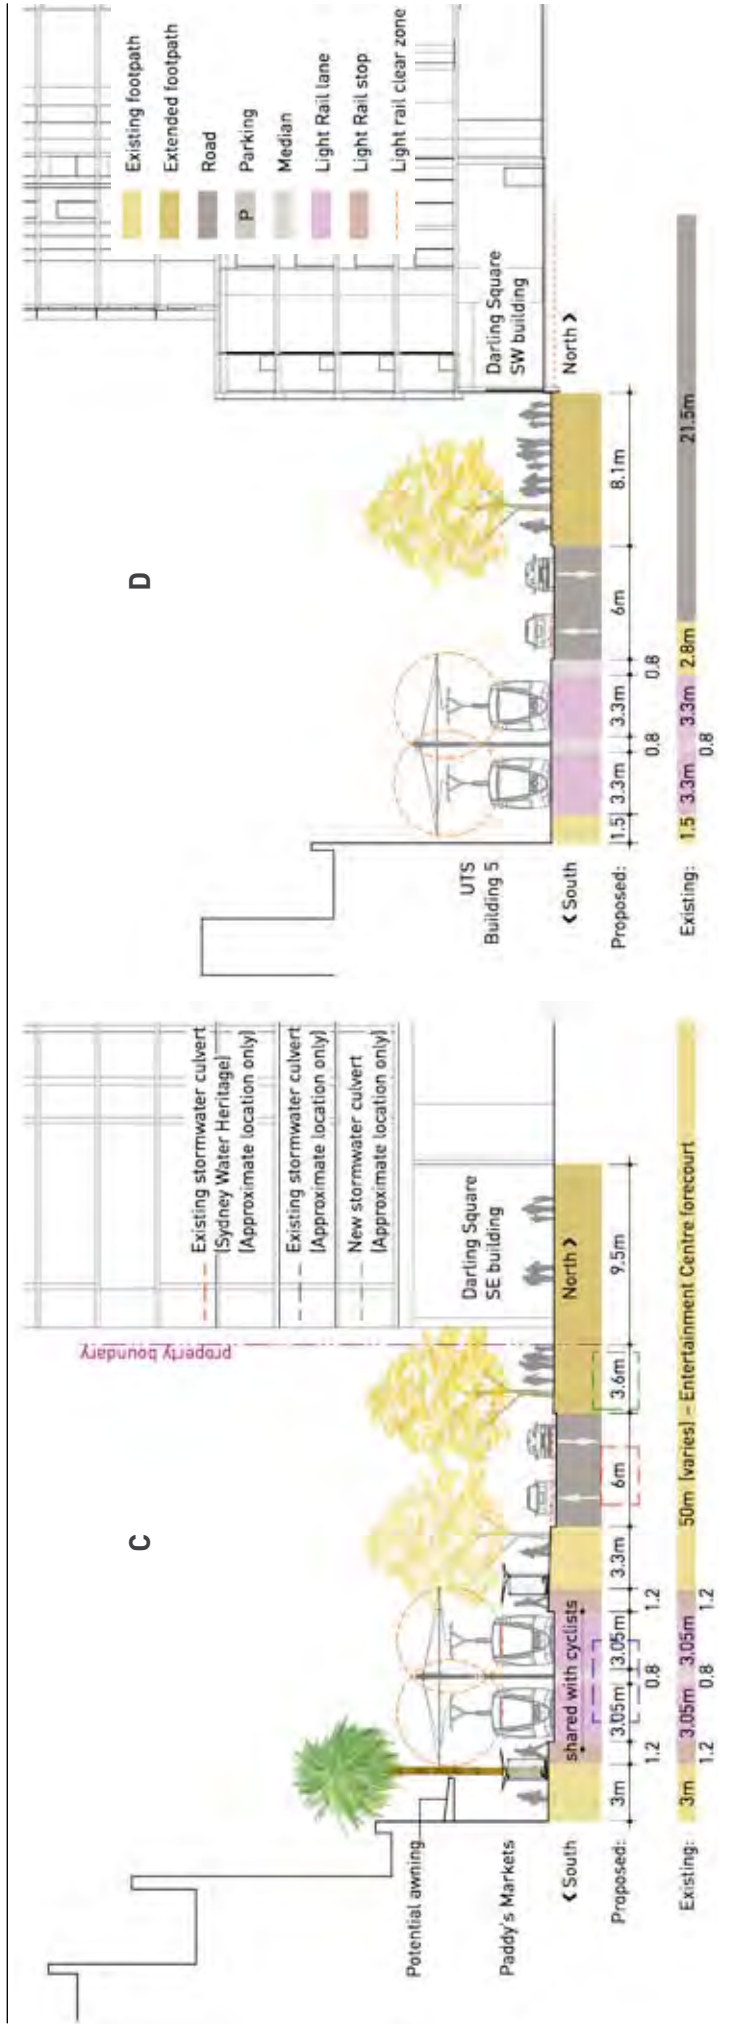 C
property boundary
Existing stormwater culvert
(Sydney Water Heritage)
(Approximate location only)
Existing stormwater culvert
(Approximate location only)
New stormwater culvert
(Approximate location only)
Potential awning
Paddy's Markets
Darling Square
SE building
< South
shared with cyclists
North >
Proposed:
3m
1.2
3.05m
0.8
3.05m
1.2
3.3m
6m
3.6m
9.5m
Existing:
3m
1.2
3.05m
0.8
3.05m
1.2
50m (varies) – Entertainment Centre forecourt
D
Existing footpath
Extended footpath
Road
P Parking
Median
Light Rail lane
Light Rail stop
Light rail clear zone
UTS
Building 5
Darling Square
SW building
< South
North >
Proposed:
1.5
3.3m
0.8
3.3m
0.8
6m
8.1m
Existing:
1.5
3.3m
0.8
3.3m
2.8m
21.5m